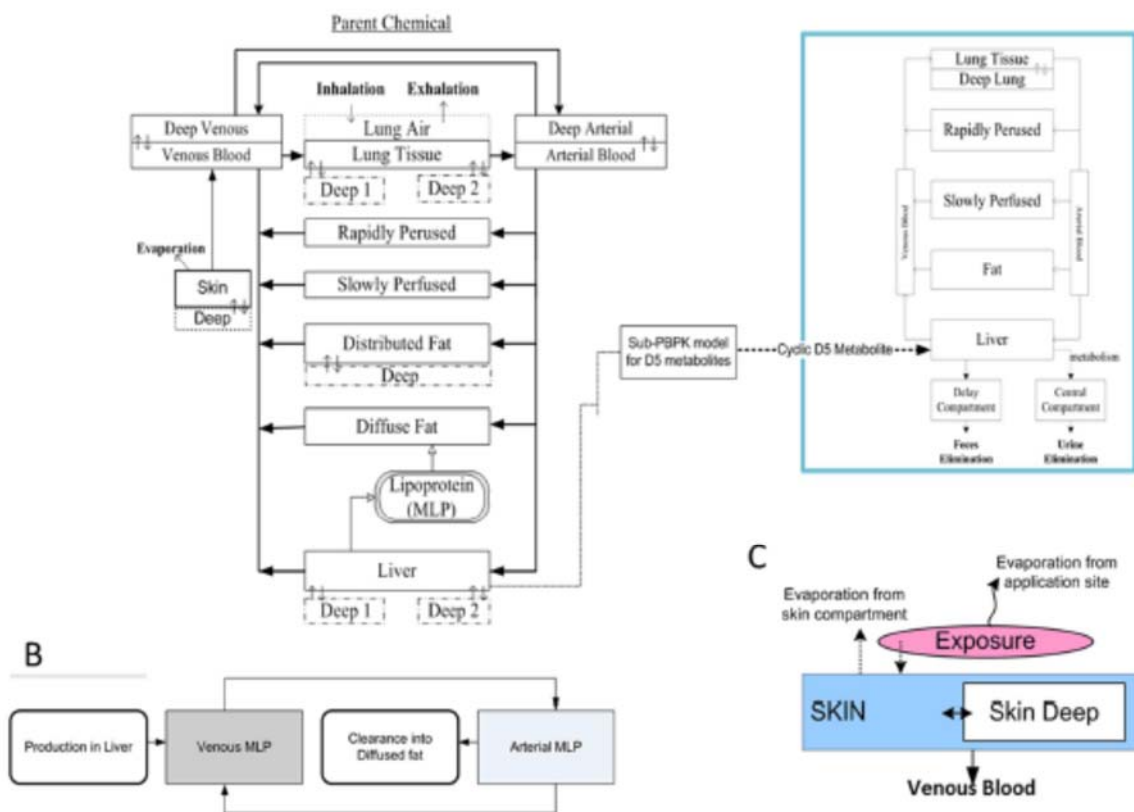 Parent Chemical
Inhalation
Exhalation
Deep Venous
Venous Blood
Lung Air
Lung Tissue
Deep Arterial
Arterial Blood
Deep 1
Deep 2
Rapidly Perused
Evaporation
Skin
Deep
Slowly Perfused
Distributed Fat
Deep
Diffuse Fat
Lipoprotein
(MLP)
Liver
Deep 1
Deep 2
Sub-PBPK model
for D5 metabolites
Cyclic D5 Metabolite
Lung Tissue
Deep Lung
Rapidly Perused
Slowly Perfused
Venous Blood
Arterial Blood
Fat
Liver
metabolism
Delay
Compartment
Central
Compartment
Feces
Elimination
Urine
Elimination
B
Production in Liver
Venous MLP
Clearance into
Diffused fat
Arterial MLP
C
Evaporation from
application site
Evaporation from
skin compartment
Exposure
SKIN
Skin Deep
Venous Blood